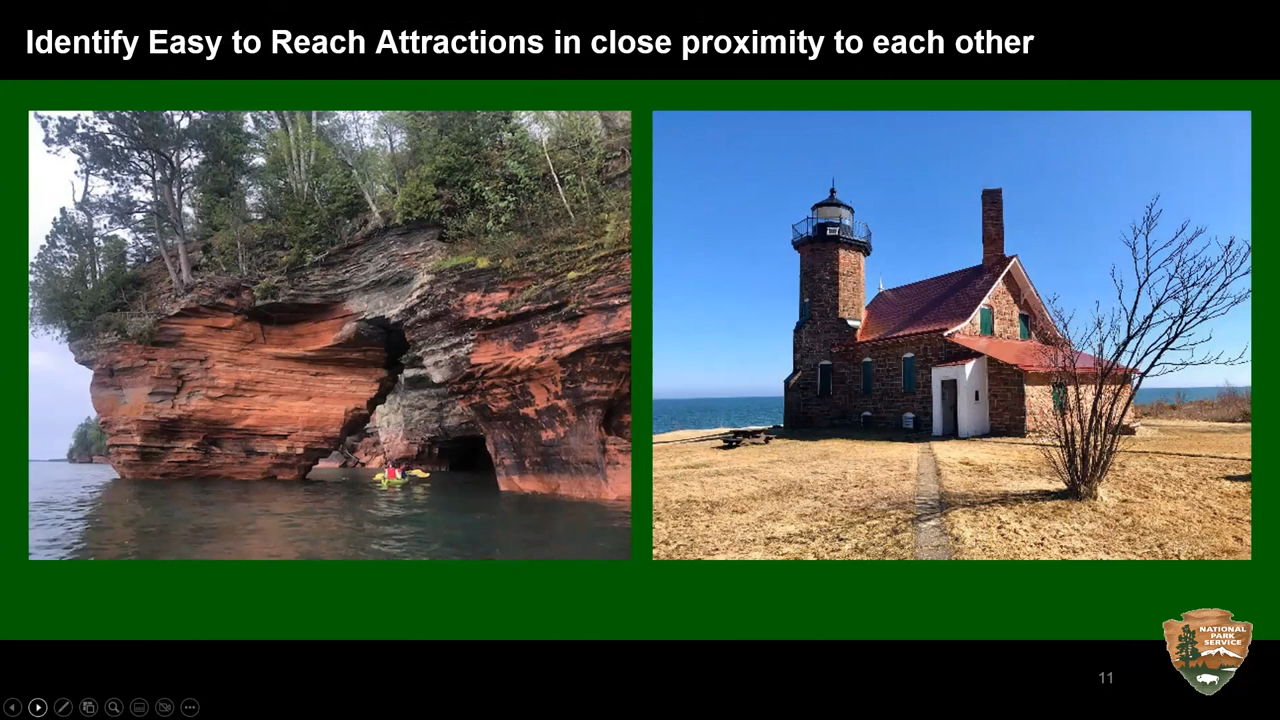 Identify Easy to Reach Attractions in close proximity to each other
NATIONAL
PARK
SERVICE
11